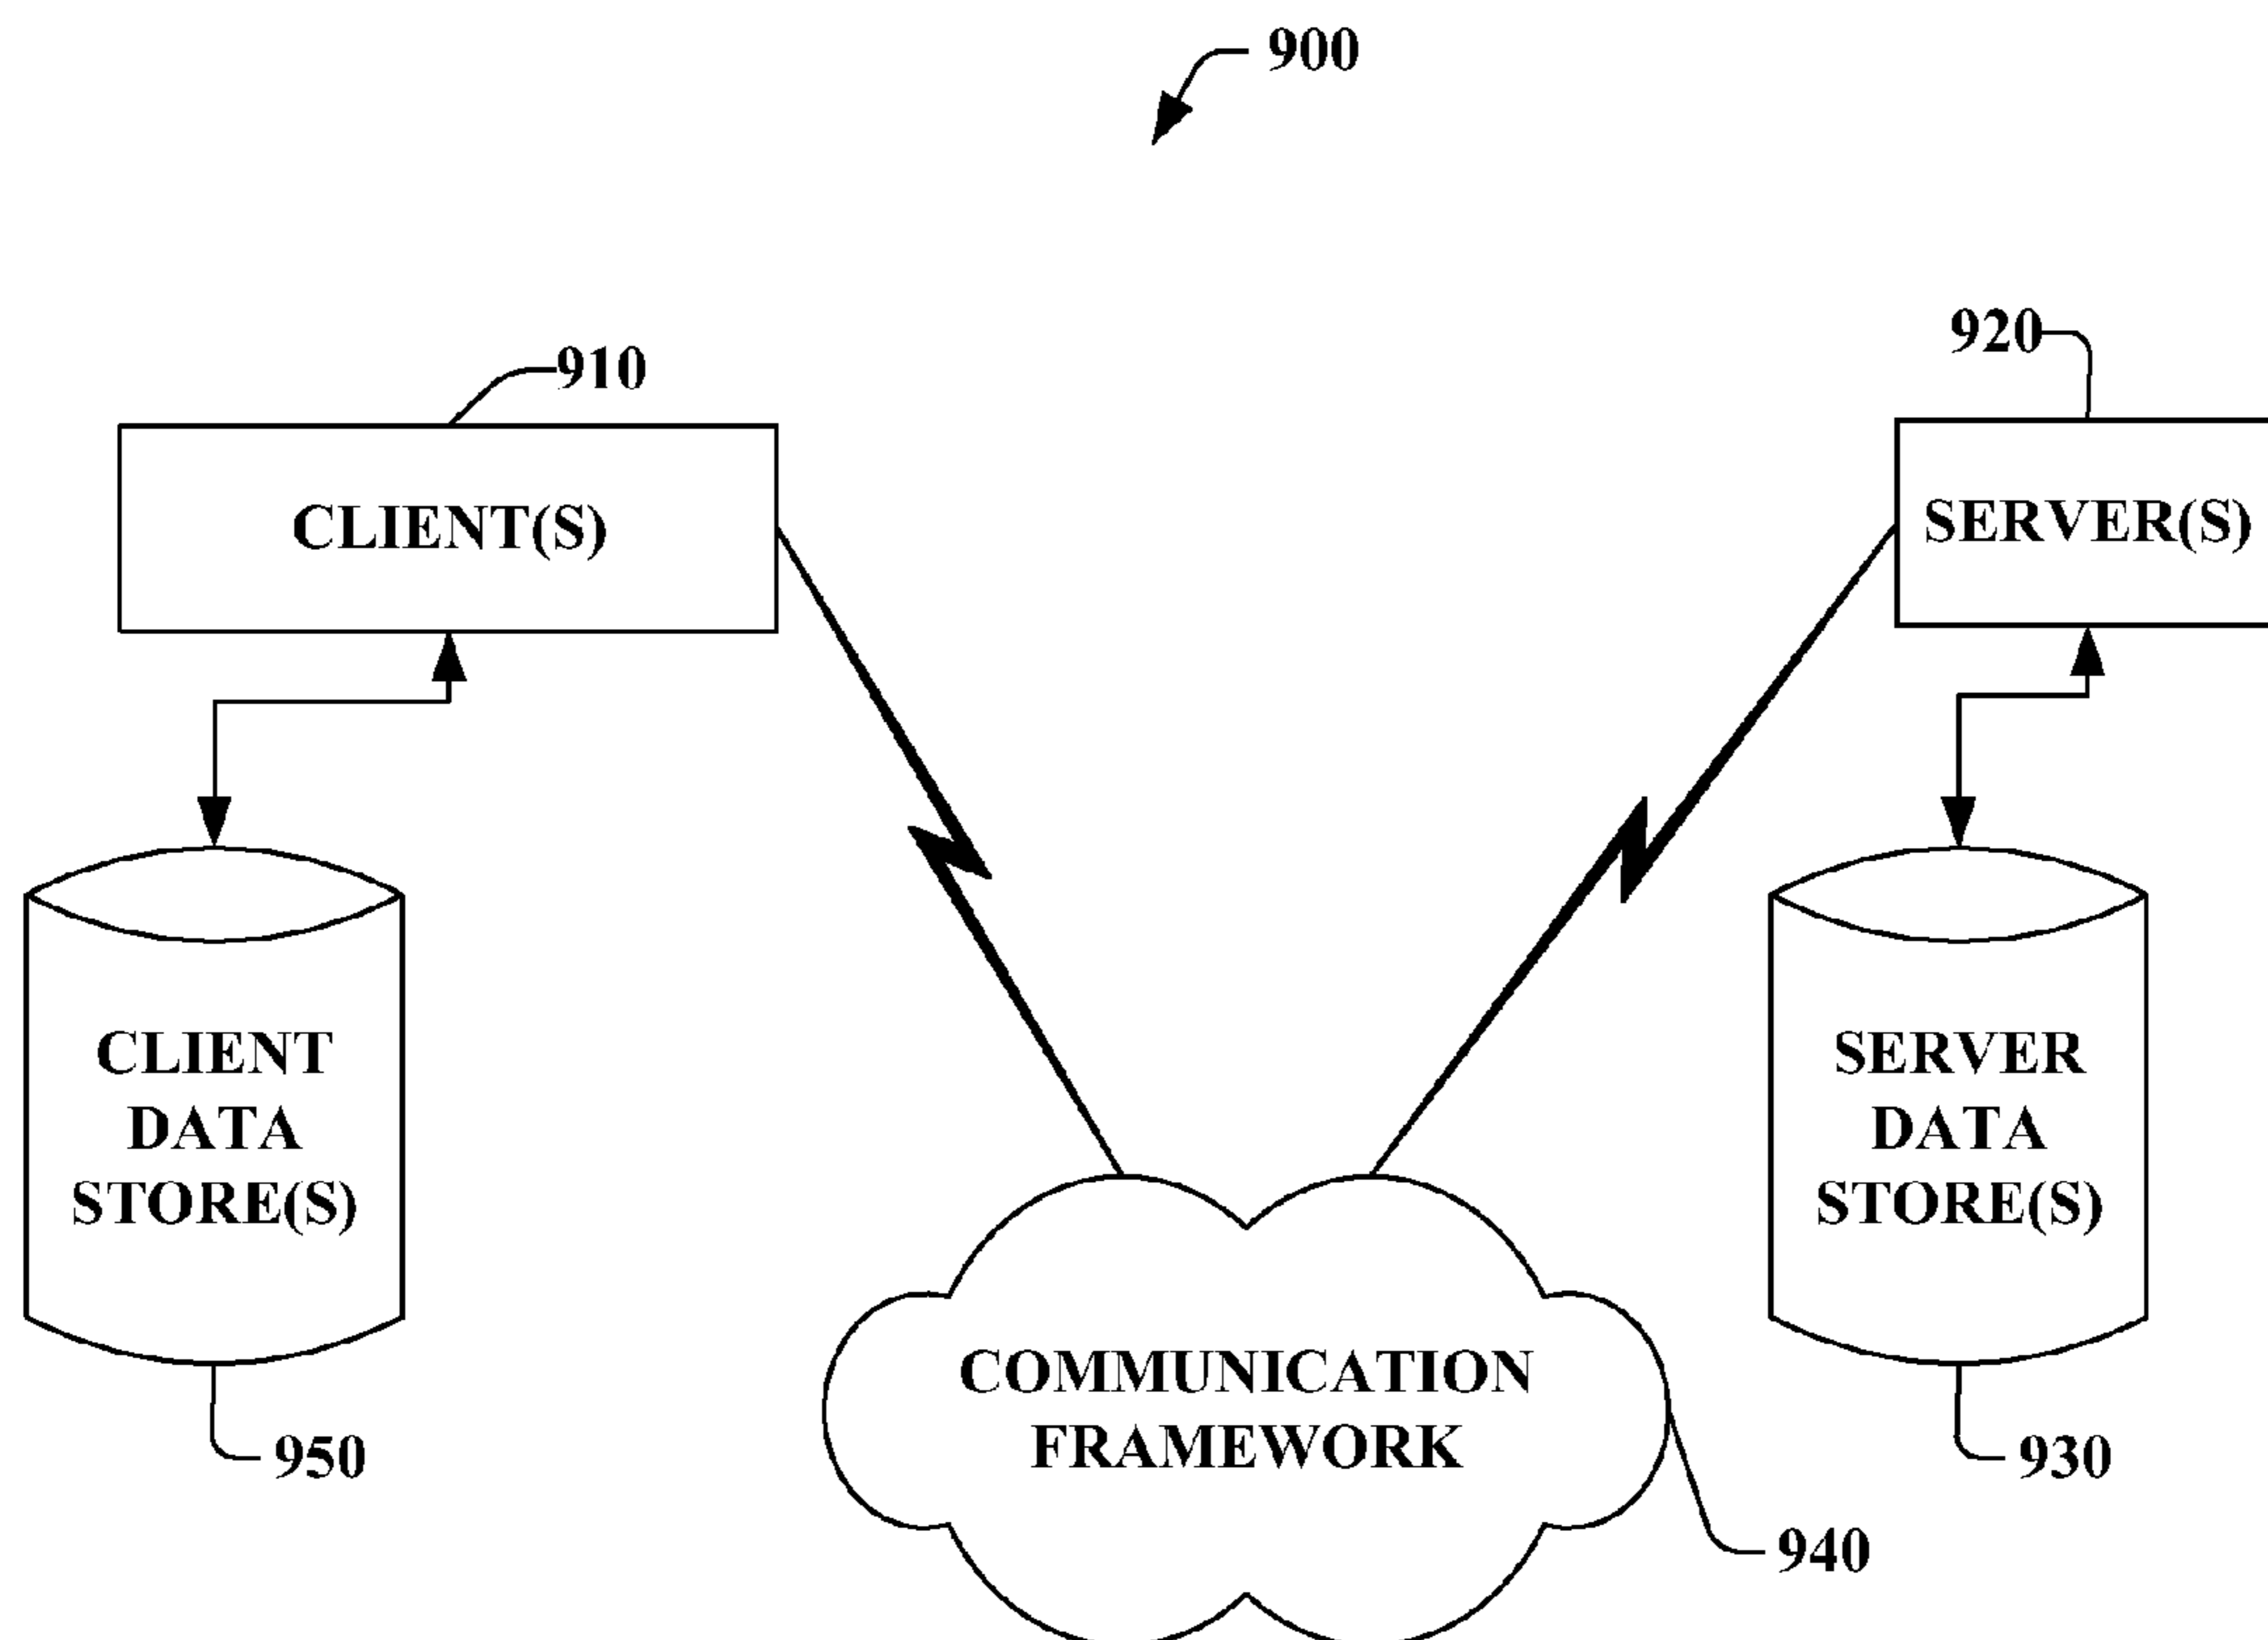 900
910
920
CLIENT(S)
SERVER(S)
CLIENT
DATA
STORE(S)
SERVER
DATA
STORE(S)
COMMUNICATION
FRAMEWORK
950
930
940